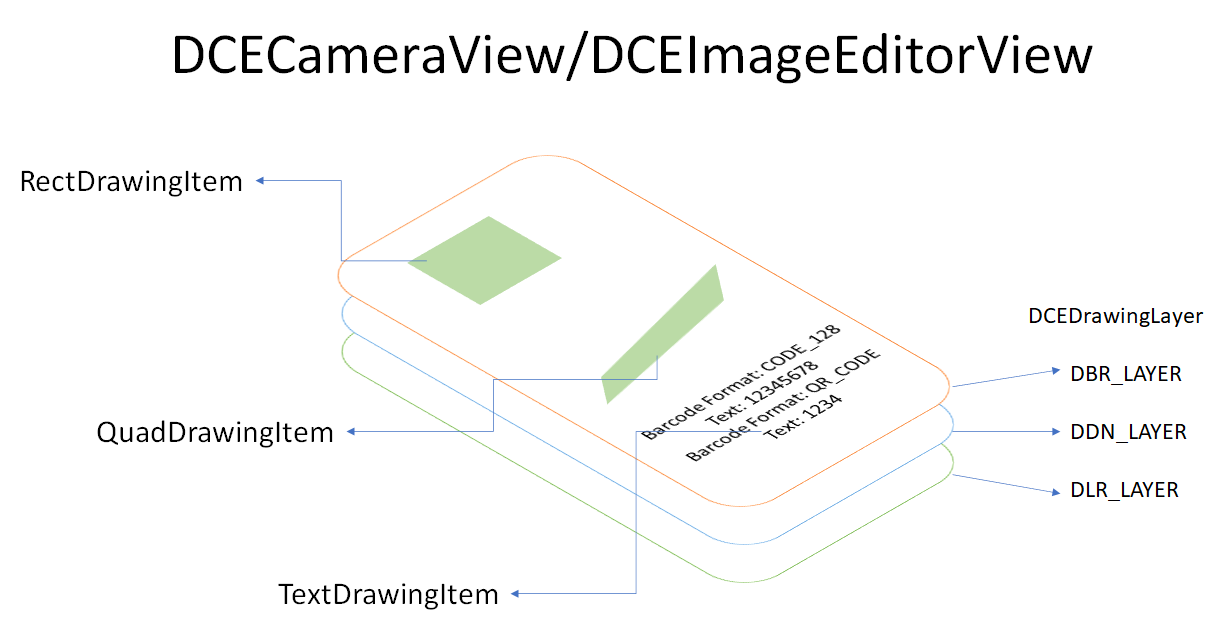 DCECameraView/DCEImageEditorView
RectDrawingItem
DCEDrawingLayer
Barcode Format: CODE_128
Text: 12345678
Barcode Format: QR_CODE
Text: 1234
DBR_LAYER
QuadDrawingItem
DDN_LAYER
DLR_LAYER
TextDrawingItem